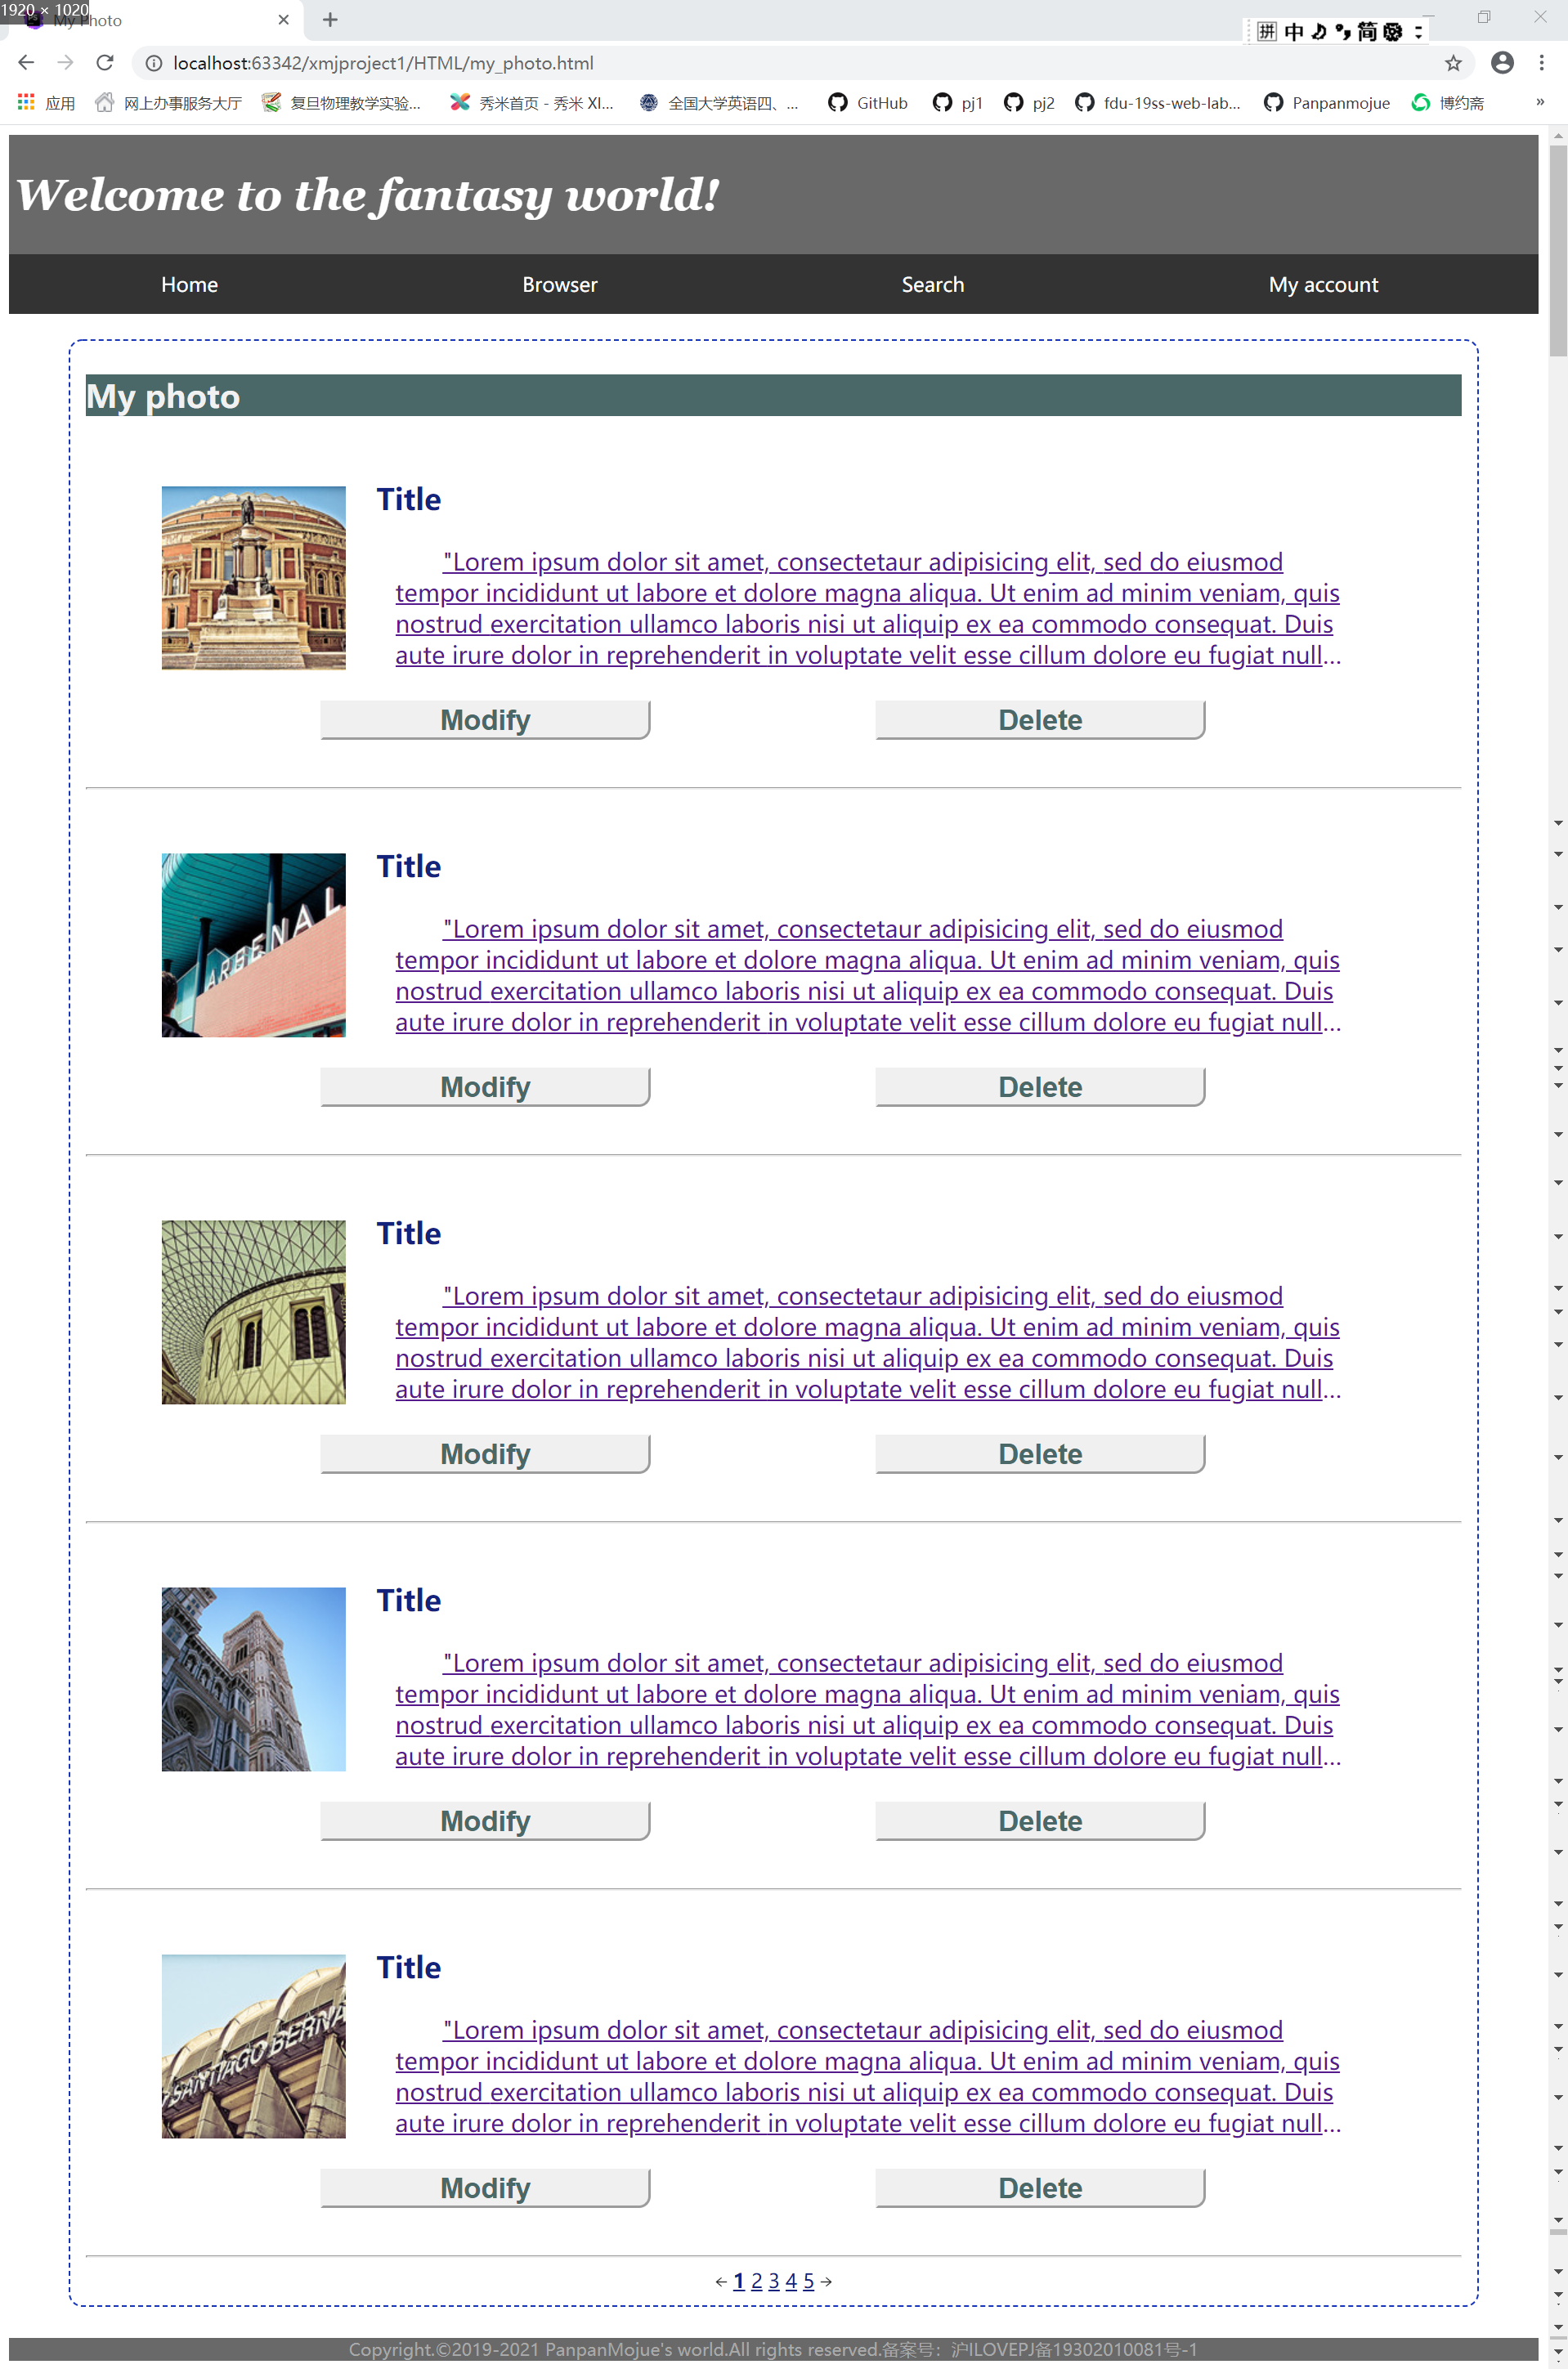 1920 × 1020
My Photo
拼 中 简
localhost:63342/xmjproject1/HTML/my_photo.html
应用 网上办事服务大厅 复旦物理教学实验... 秀米首页 - 秀米 XI... 全国大学英语四、... GitHub pj1 pj2 fdu-19ss-web-lab... Panpanmojue 博约斋 »
Welcome to the fantasy world!
Home Browser Search My account
My photo
Title
"Lorem ipsum dolor sit amet, consectetaur adipisicing elit, sed do eiusmod
tempor incididunt ut labore et dolore magna aliqua. Ut enim ad minim veniam, quis
nostrud exercitation ullamco laboris nisi ut aliquip ex ea commodo consequat. Duis
aute irure dolor in reprehenderit in voluptate velit esse cillum dolore eu fugiat null...
Modify Delete
ARSENAL
Title
"Lorem ipsum dolor sit amet, consectetaur adipisicing elit, sed do eiusmod
tempor incididunt ut labore et dolore magna aliqua. Ut enim ad minim veniam, quis
nostrud exercitation ullamco laboris nisi ut aliquip ex ea commodo consequat. Duis
aute irure dolor in reprehenderit in voluptate velit esse cillum dolore eu fugiat null...
Modify Delete
Title
"Lorem ipsum dolor sit amet, consectetaur adipisicing elit, sed do eiusmod
tempor incididunt ut labore et dolore magna aliqua. Ut enim ad minim veniam, quis
nostrud exercitation ullamco laboris nisi ut aliquip ex ea commodo consequat. Duis
aute irure dolor in reprehenderit in voluptate velit esse cillum dolore eu fugiat null...
Modify Delete
Title
"Lorem ipsum dolor sit amet, consectetaur adipisicing elit, sed do eiusmod
tempor incididunt ut labore et dolore magna aliqua. Ut enim ad minim veniam, quis
nostrud exercitation ullamco laboris nisi ut aliquip ex ea commodo consequat. Duis
aute irure dolor in reprehenderit in voluptate velit esse cillum dolore eu fugiat null...
Modify Delete
SANTIAGO BERNA
Title
"Lorem ipsum dolor sit amet, consectetaur adipisicing elit, sed do eiusmod
tempor incididunt ut labore et dolore magna aliqua. Ut enim ad minim veniam, quis
nostrud exercitation ullamco laboris nisi ut aliquip ex ea commodo consequat. Duis
aute irure dolor in reprehenderit in voluptate velit esse cillum dolore eu fugiat null...
Modify Delete
← 1 2 3 4 5 →
Copyright.©2019-2021 PanpanMojue's world.All rights reserved.备案号：沪ILOVEPJ备19302010081号-1